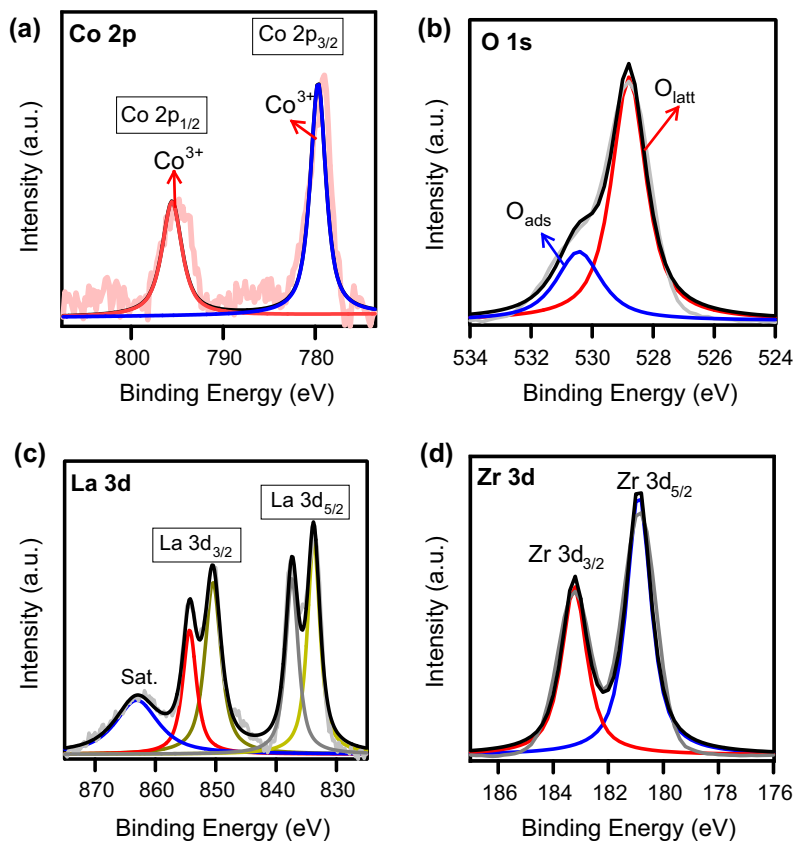 (a)
Co 2p
Co 2p3/2
Co3+
Co 2p1/2
Co3+
Intensity (a.u.)
800 790 780
Binding Energy (eV)
(b)
O 1s
Olatt
Oads
Intensity (a.u.)
534 532 530 528 526 524
Binding Energy (eV)
(c)
La 3d
La 3d5/2
La 3d3/2
Sat.
Intensity (a.u.)
870 860 850 840 830
Binding Energy (eV)
(d)
Zr 3d
Zr 3d5/2
Zr 3d3/2
Intensity (a.u.)
186 184 182 180 178 176
Binding Energy (eV)